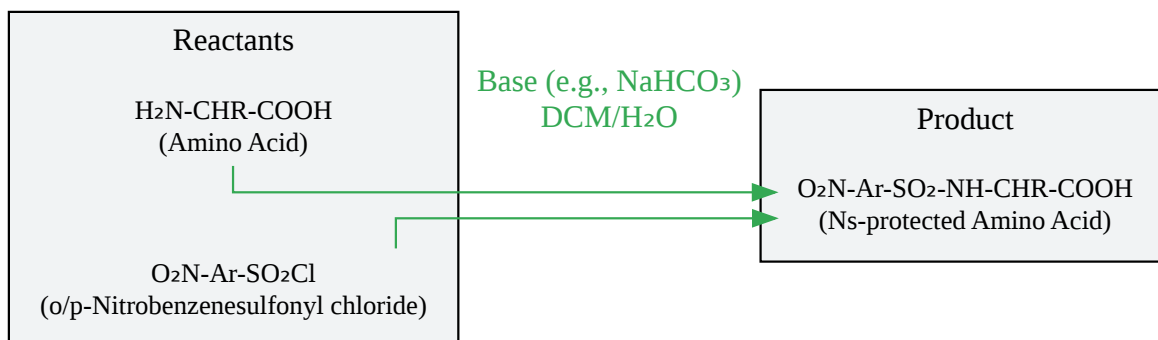 Reactants
H₂N-CHR-COOH
(Amino Acid)
O₂N-Ar-SO₂Cl
(o/p-Nitrobenzenesulfonyl chloride)
Base (e.g., NaHCO₃)
DCM/H₂O
Product
O₂N-Ar-SO₂-NH-CHR-COOH
(Ns-protected Amino Acid)